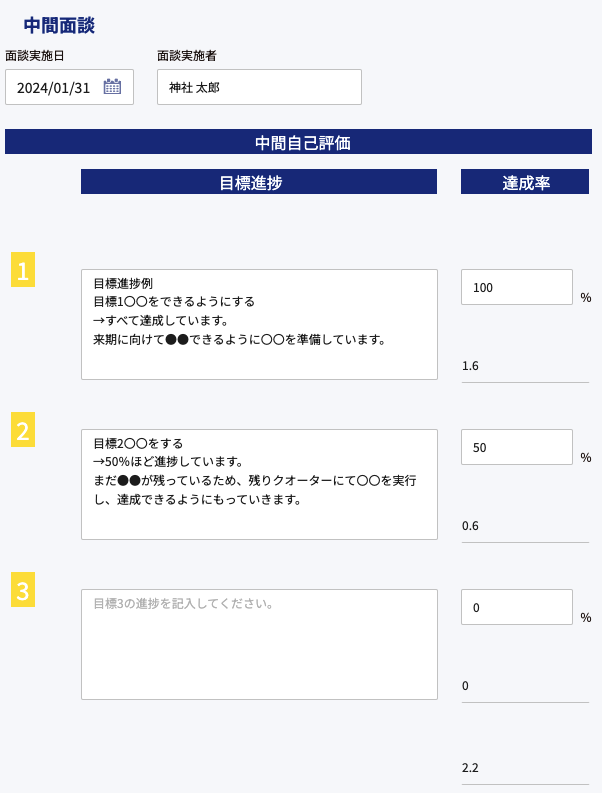 中間面談
面談実施日 面談実施者
2024/01/31 神社 太郎
中間自己評価
目標進捗 達成率
1
目標進捗例
目標1〇〇をできるようにする
→すべて達成しています。
来期に向けて●●できるように〇〇を準備しています。
100 %
1.6
2
目標2〇〇をする
→50%ほど進捗しています。
まだ●●が残っているため、残りクオーターにて〇〇を実行
し、達成できるようにもっていきます。
50 %
0.6
3
目標3の進捗を記入してください。
0 %
0
2.2